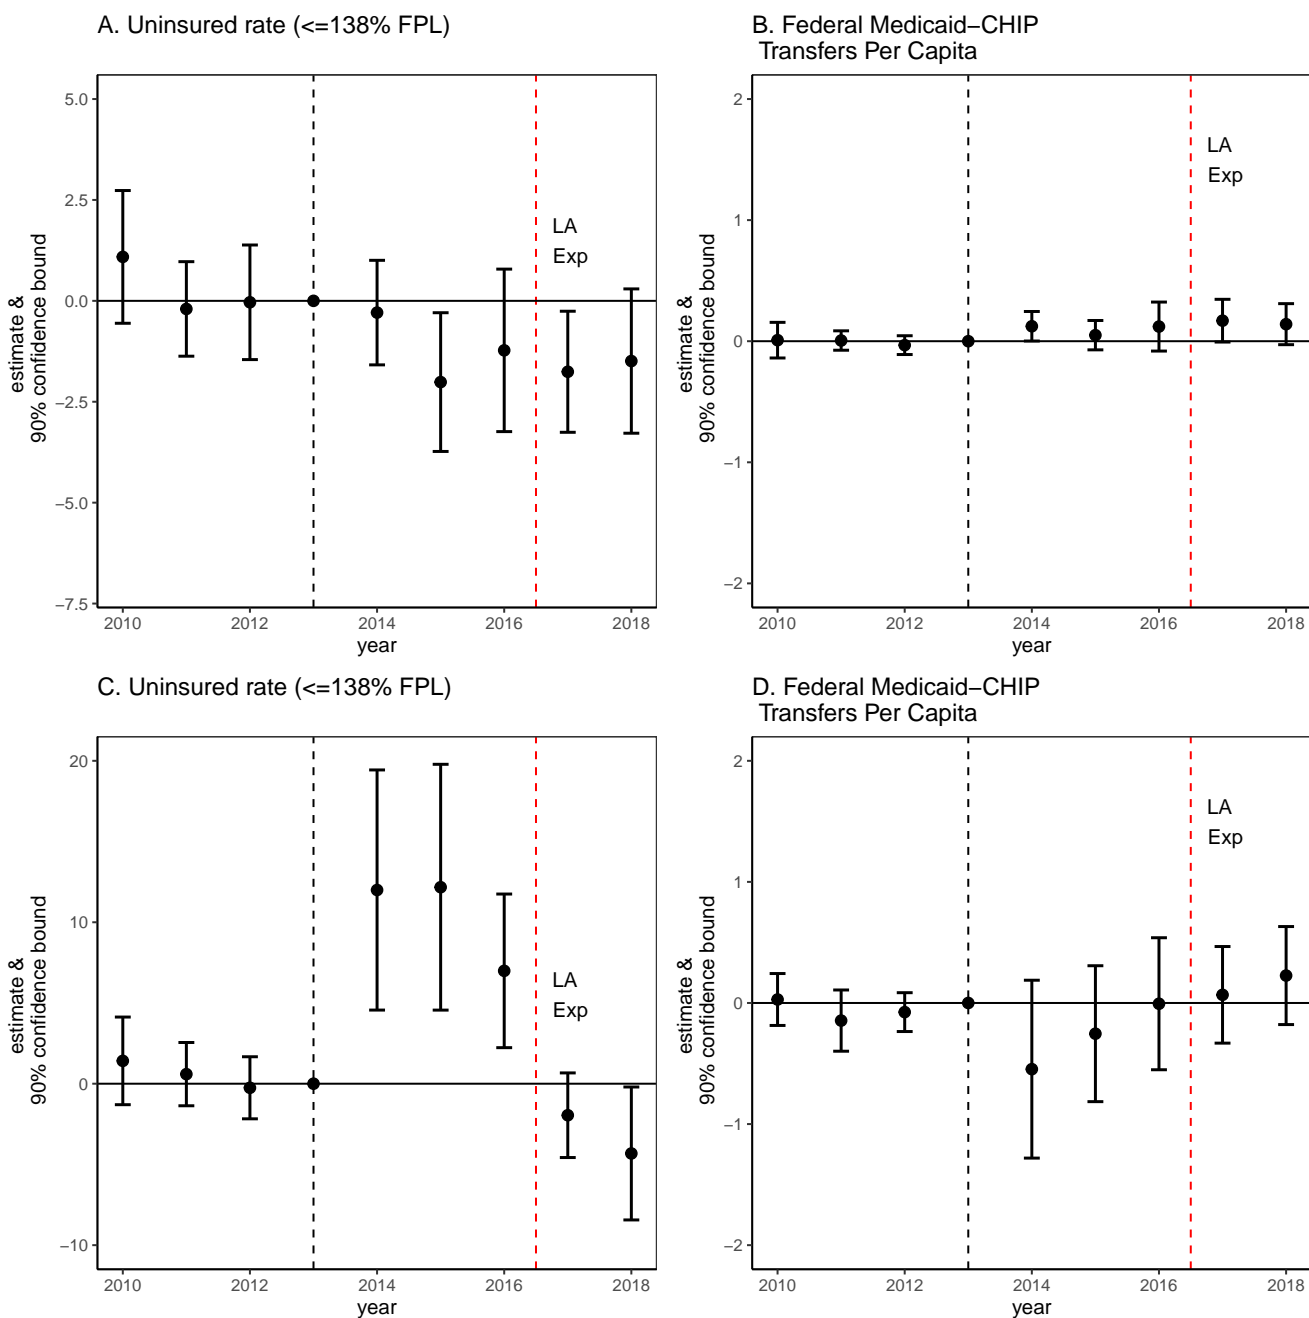 A. Uninsured rate (<=138% FPL)
5.0
2.5
0.0
−2.5
−5.0
−7.5
estimate &
90% confidence bound
LA
Exp
2010
2012
2014
2016
2018
year
B. Federal Medicaid−CHIP
Transfers Per Capita
2
1
0
−1
−2
estimate &
90% confidence bound
LA
Exp
2010
2012
2014
2016
2018
year
C. Uninsured rate (<=138% FPL)
20
10
0
−10
estimate &
90% confidence bound
LA
Exp
2010
2012
2014
2016
2018
year
D. Federal Medicaid−CHIP
Transfers Per Capita
2
1
0
−1
−2
estimate &
90% confidence bound
LA
Exp
2010
2012
2014
2016
2018
year